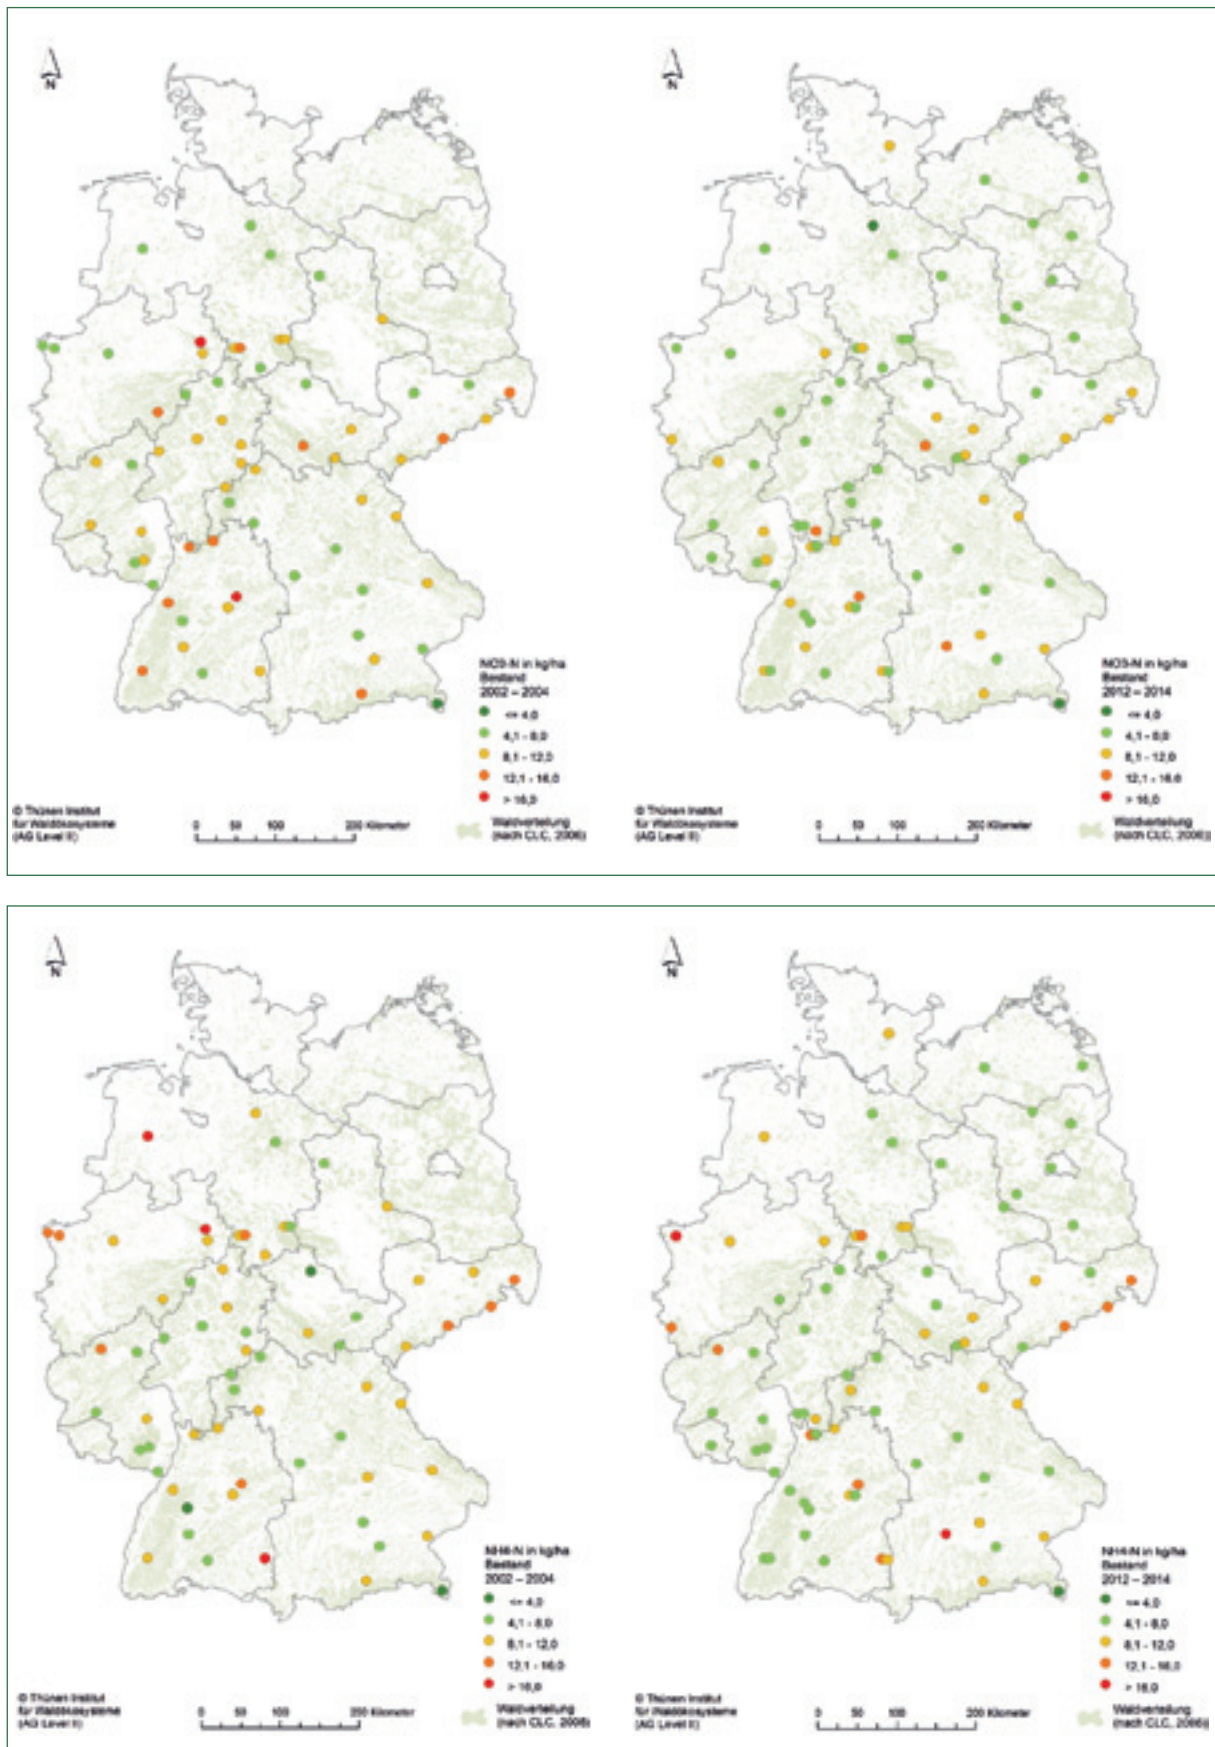 N
NO3-N in kg/ha
Bestand
2002 – 2004
<= 4,0
4,1 - 8,0
8,1 - 12,0
12,1 - 16,0
> 16,0
© Thünen Institut
für Waldökosysteme
(AG Level II)
0 50 100 200 Kilometer
Waldverteilung
(nach CLC, 2006)
N
NO3-N in kg/ha
Bestand
2012 – 2014
<= 4,0
4,1 - 8,0
8,1 - 12,0
12,1 - 16,0
> 16,0
© Thünen Institut
für Waldökosysteme
(AG Level II)
0 50 100 200 Kilometer
Waldverteilung
(nach CLC, 2006)
N
NH4-N in kg/ha
Bestand
2002 – 2004
<= 4,0
4,1 - 8,0
8,1 - 12,0
12,1 - 16,0
> 16,0
© Thünen Institut
für Waldökosysteme
(AG Level II)
0 50 100 200 Kilometer
Waldverteilung
(nach CLC, 2006)
N
NH4-N in kg/ha
Bestand
2012 – 2014
<= 4,0
4,1 - 8,0
8,1 - 12,0
12,1 - 16,0
> 16,0
© Thünen Institut
für Waldökosysteme
(AG Level II)
0 50 100 200 Kilometer
Waldverteilung
(nach CLC, 2006)